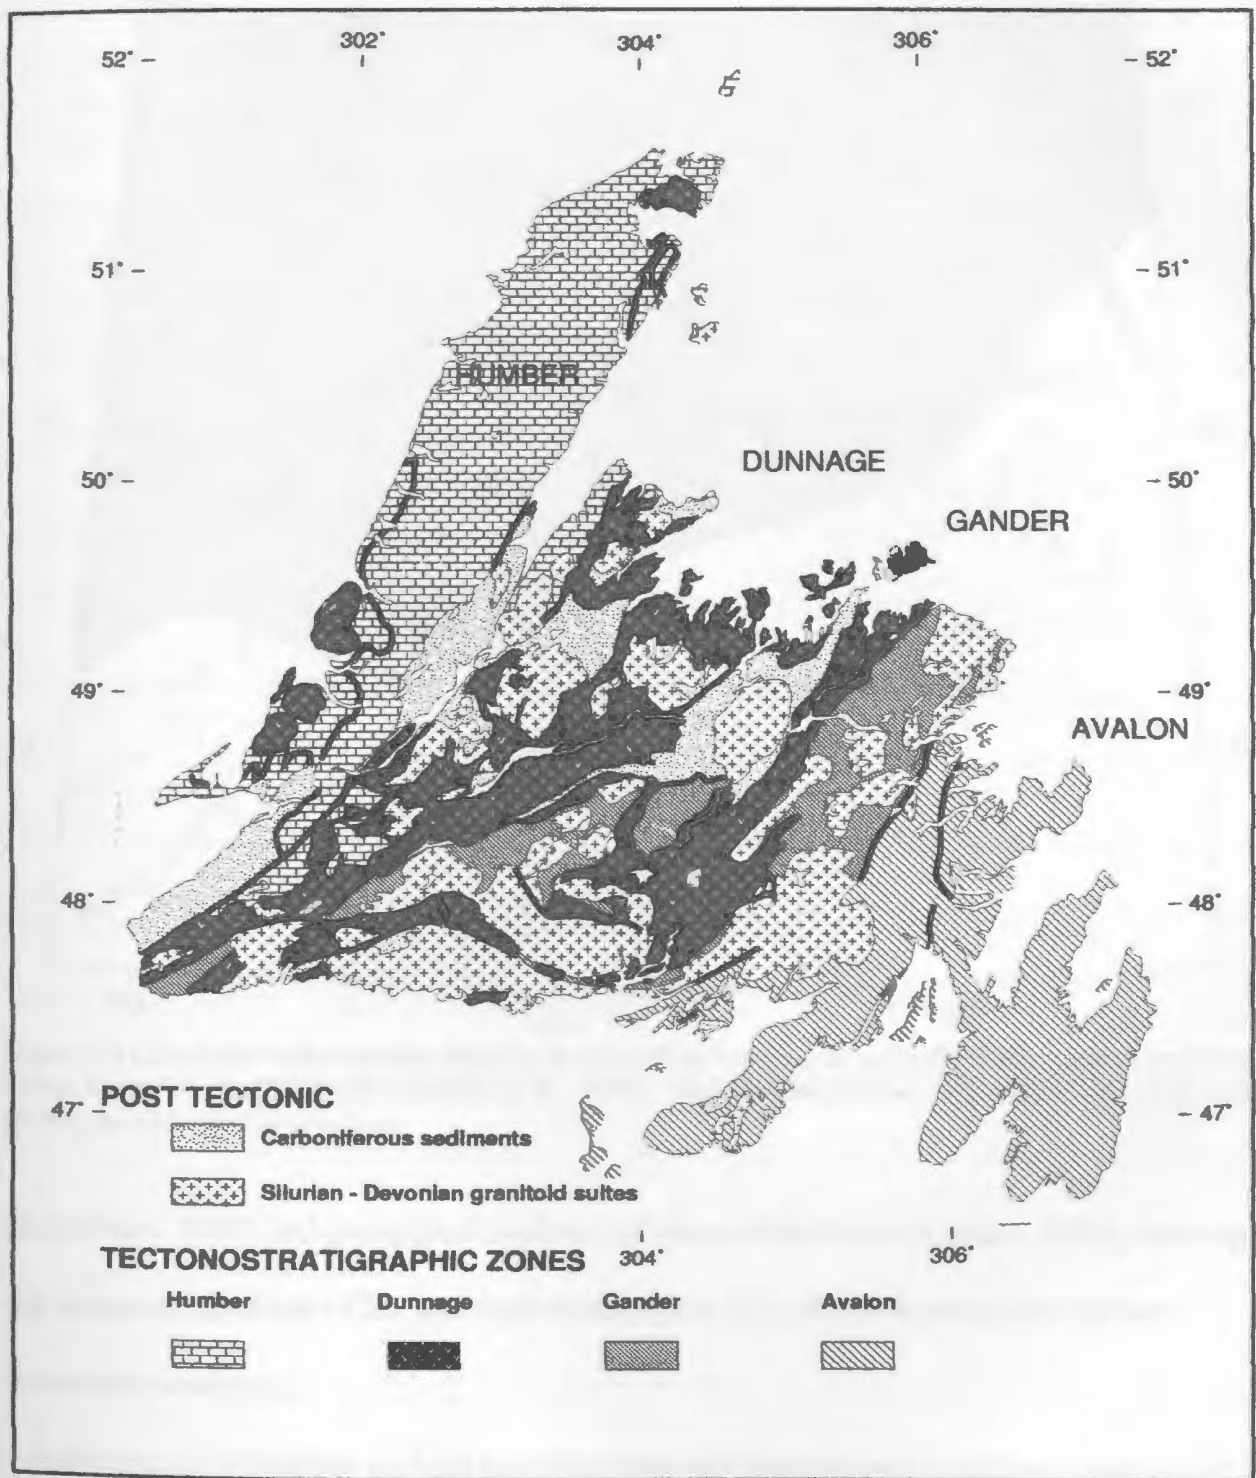 302° 304° 306°
52° 52°
51° 51°
HUMBER
DUNNAGE
50° 50°
GANDER
49° 49°
AVALON
48° 48°
POST TECTONIC
47° 47°
Carboniferous sediments
Silurian - Devonian granitoid suites
304° 306°
TECTONOSTRATIGRAPHIC ZONES
Humber Dunnage Gander Avalon